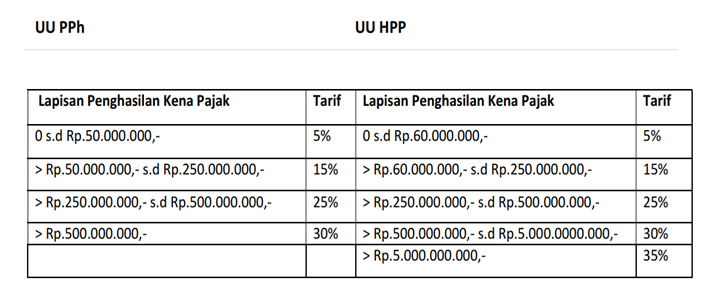 UU PPh UU HPP
Lapisan Penghasilan Kena Pajak Tarif Lapisan Penghasilan Kena Pajak Tarif
0 s.d Rp.50.000.000,- 5% 0 s.d Rp.60.000.000,- 5%
> Rp.50.000.000,- s.d Rp.250.000.000,- 15% > Rp.60.000.000,- s.d Rp.250.000.000,- 15%
> Rp.250.000.000,- s.d Rp.500.000.000,- 25% > Rp.250.000.000,- s.d Rp.500.000.000,- 25%
> Rp.500.000.000,- 30% > Rp.500.000.000,- s.d Rp.5.000.0000.000,- 30%
> Rp.5.000.000.000,- 35%